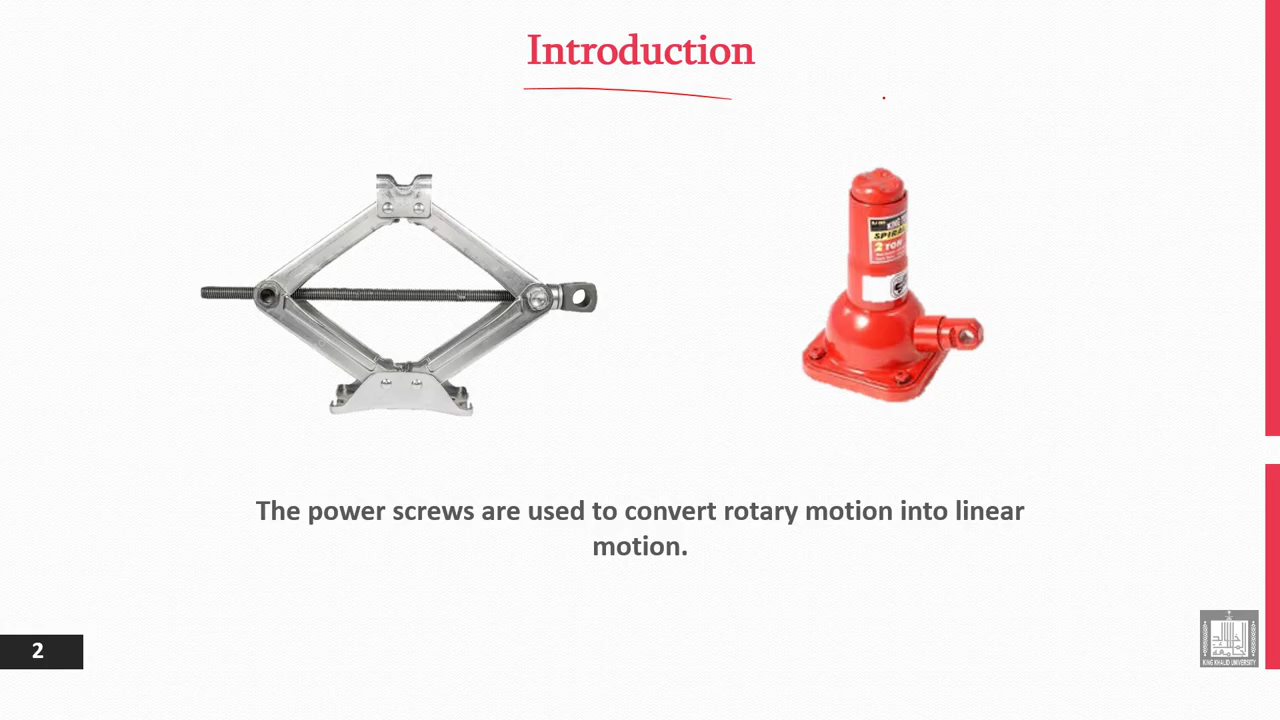 Introduction
SPIRAL
2 TON
The power screws are used to convert rotary motion into linear
motion.
2
KING KHALID UNIVERSITY